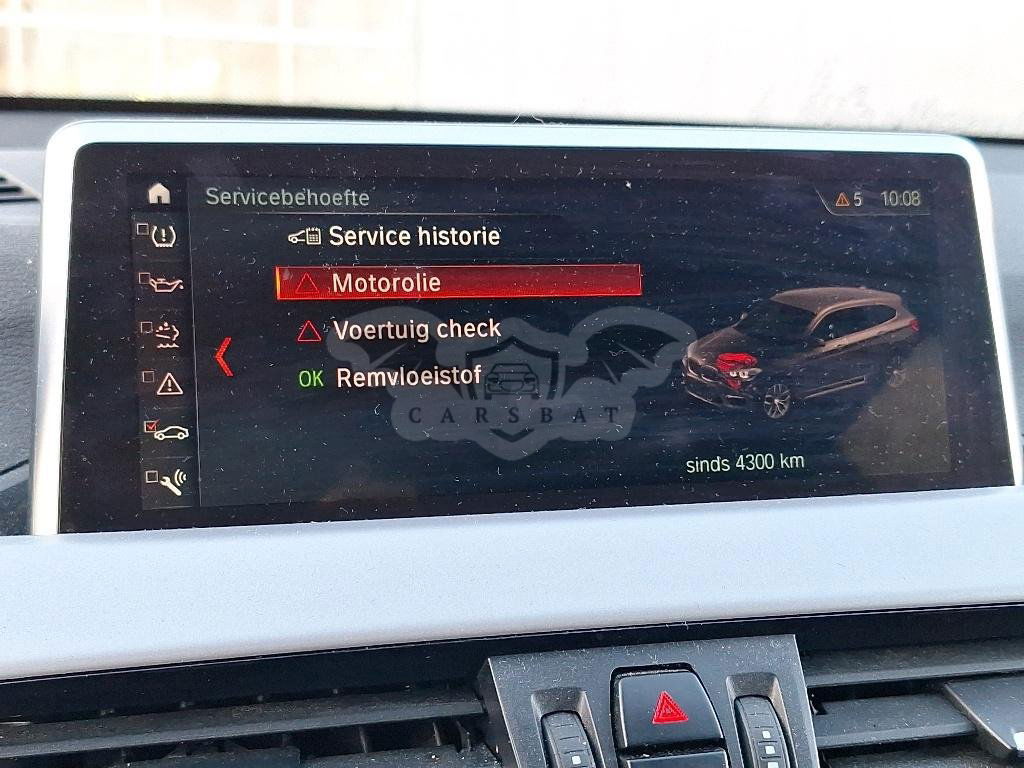 Servicebehoefte
5 10:08
Service historie
Motorolie
Voertuig check
OK Remvloeistof
CARSBAT
sinds 4300 km